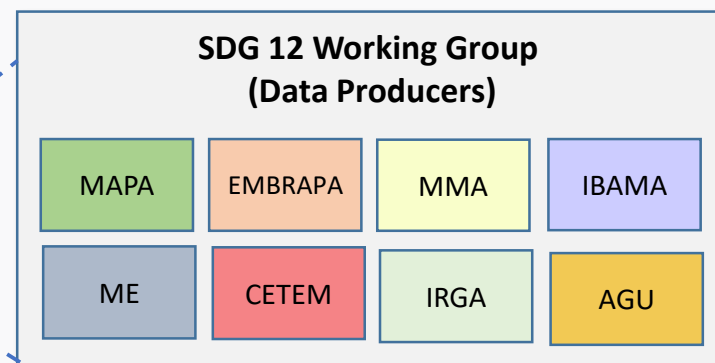 SDG 12 Working Group
(Data Producers)
MAPA EMBRAPA MMA IBAMA
ME CETEM IRGA AGU